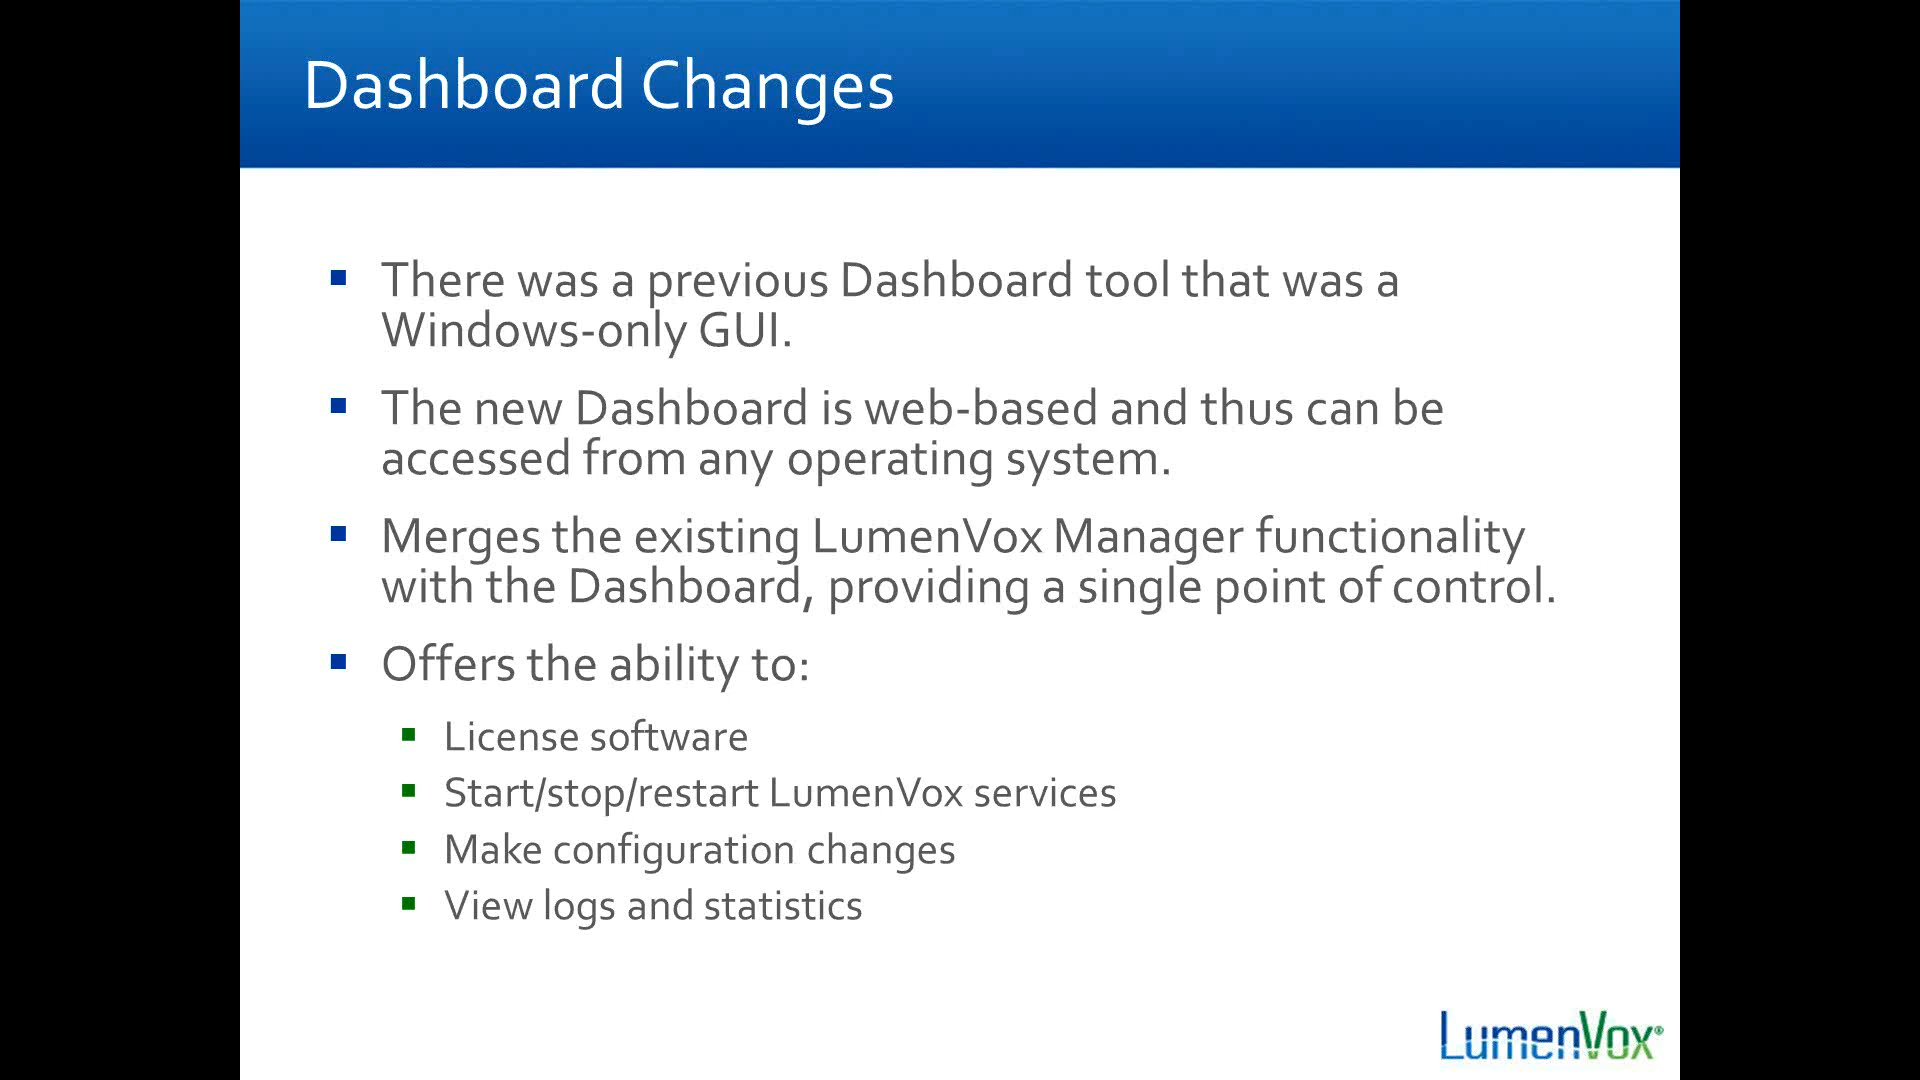 Dashboard Changes
There was a previous Dashboard tool that was a
Windows-only GUI.
The new Dashboard is web-based and thus can be
accessed from any operating system.
Merges the existing LumenVox Manager functionality
with the Dashboard, providing a single point of control.
Offers the ability to:
License software
Start/stop/restart LumenVox services
Make configuration changes
View logs and statistics
LumenVox®